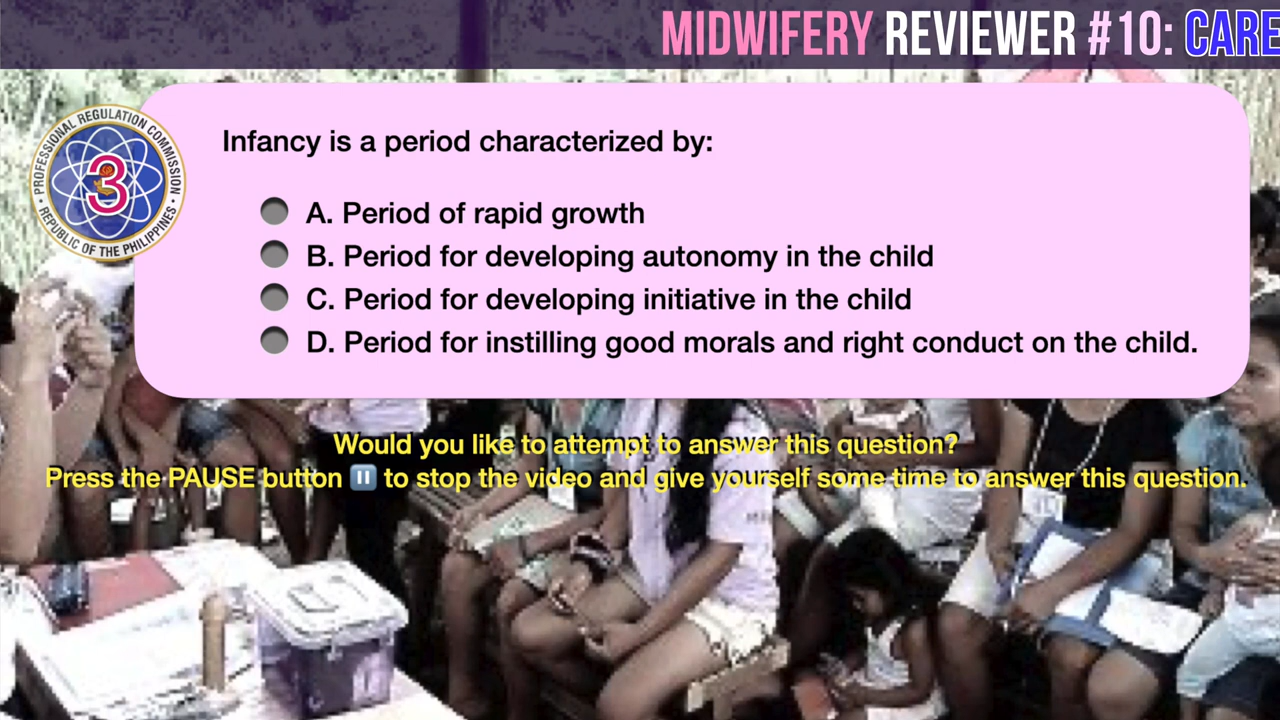 MIDWIFERY REVIEWER #10: CARE
PROFESSIONAL REGULATION COMMISSION
REPUBLIC OF THE PHILIPPINES
3
Infancy is a period characterized by:
A. Period of rapid growth
B. Period for developing autonomy in the child
C. Period for developing initiative in the child
D. Period for instilling good morals and right conduct on the child.
Would you like to attempt to answer this question?
Press the PAUSE button ⏸ to stop the video and give yourself some time to answer this question.